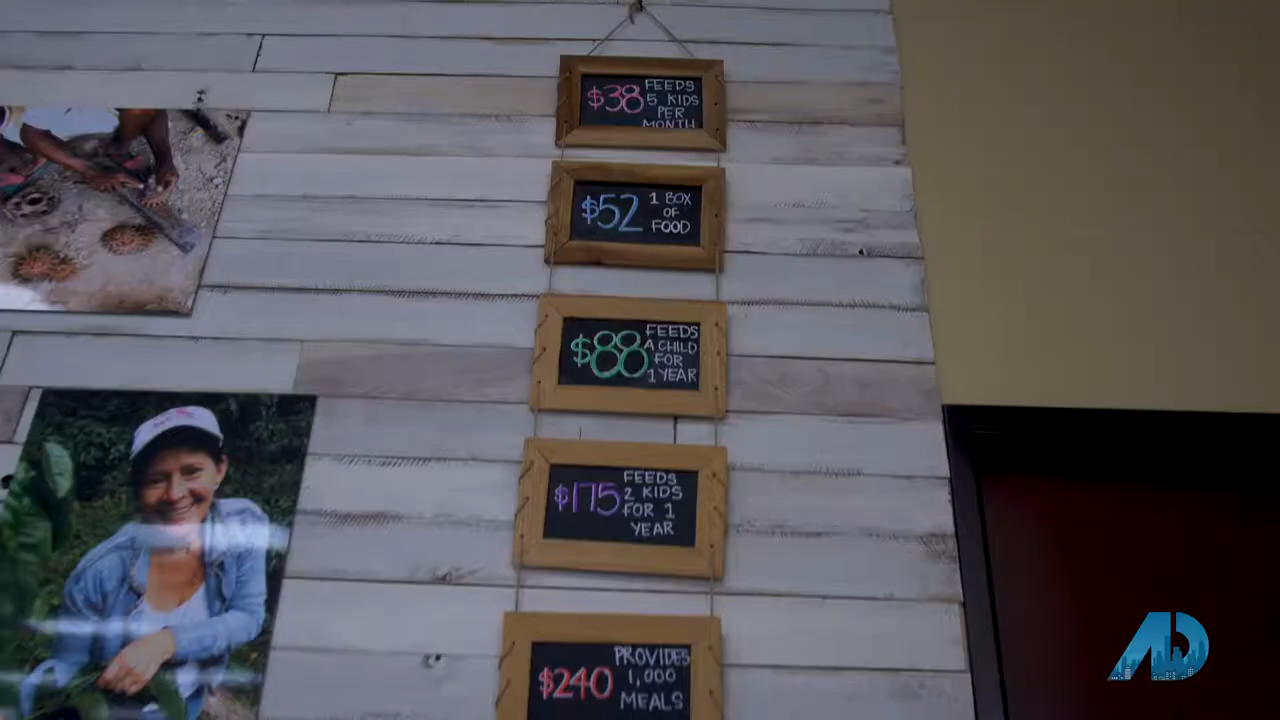 $38 FEEDS
5 KIDS
PER
MONTH
$52 1 BOX
OF
FOOD
$88 FEEDS
A CHILD
FOR
1 YEAR
$175 FEEDS
2 KIDS
FOR 1
YEAR
$240 PROVIDES
1,000
MEALS
AD